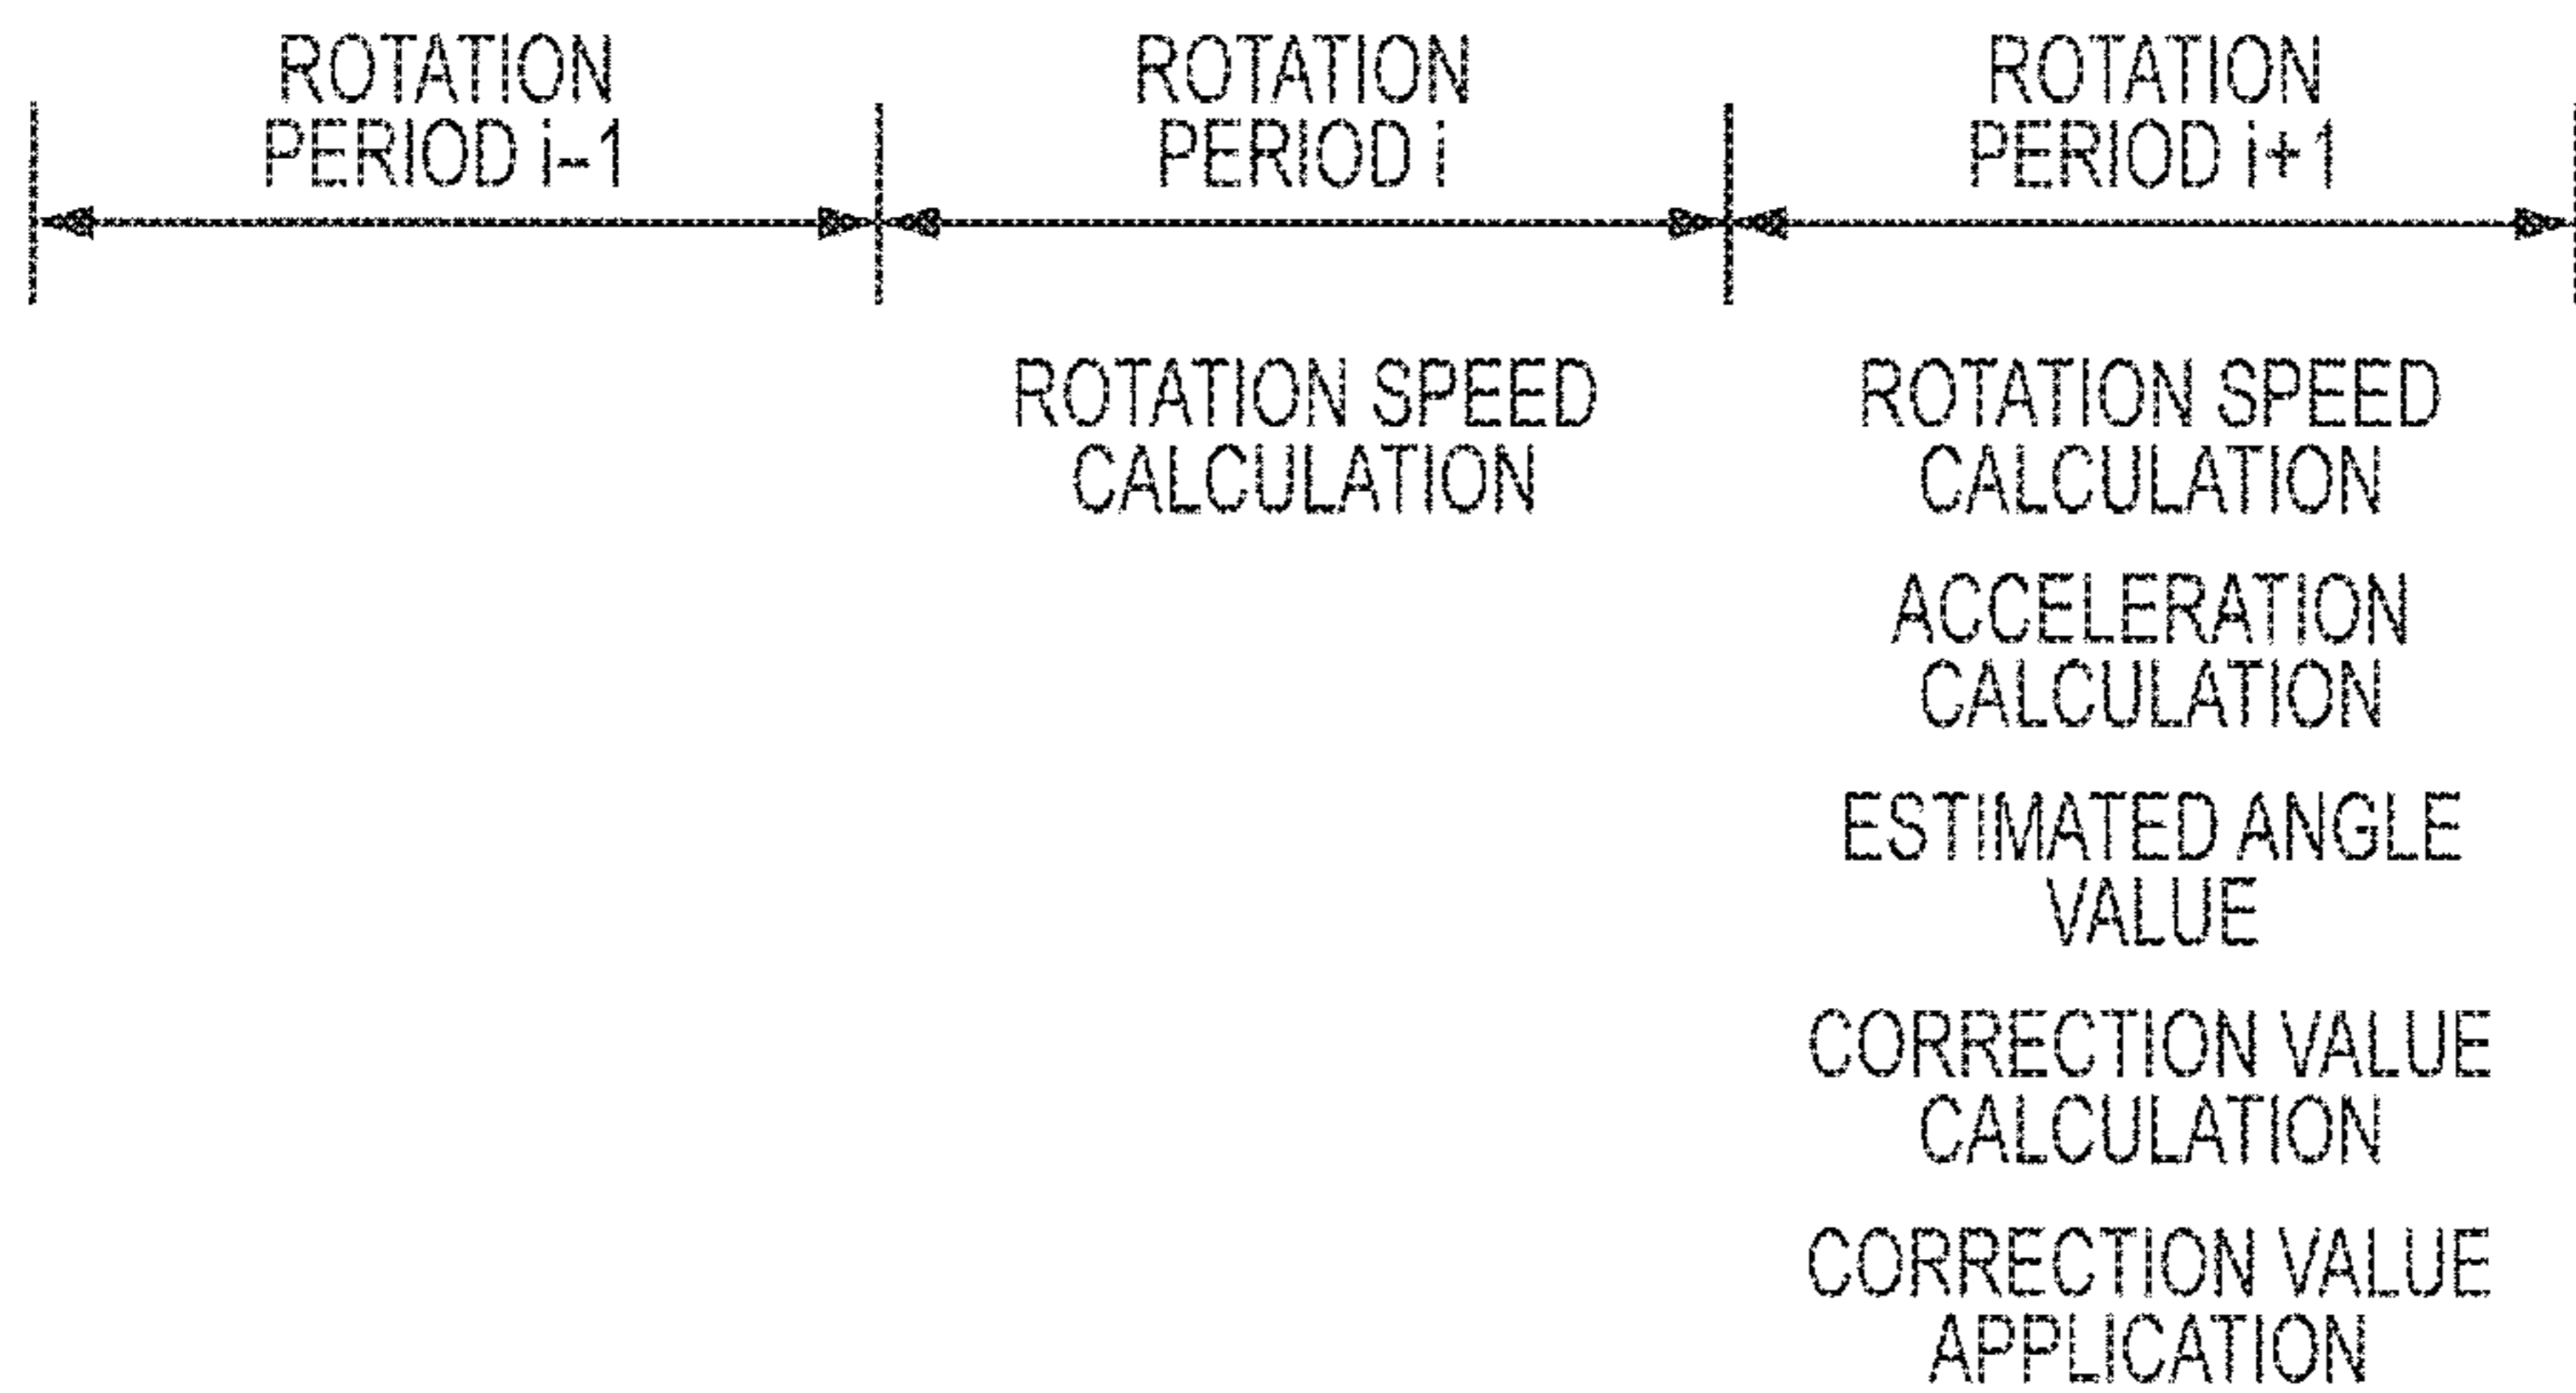 ROTATION
PERIOD i-1
ROTATION
PERIOD i
ROTATION
PERIOD i+1
ROTATION SPEED
CALCULATION
ROTATION SPEED
CALCULATION
ACCELERATION
CALCULATION
ESTIMATED ANGLE
VALUE
CORRECTION VALUE
CALCULATION
CORRECTION VALUE
APPLICATION